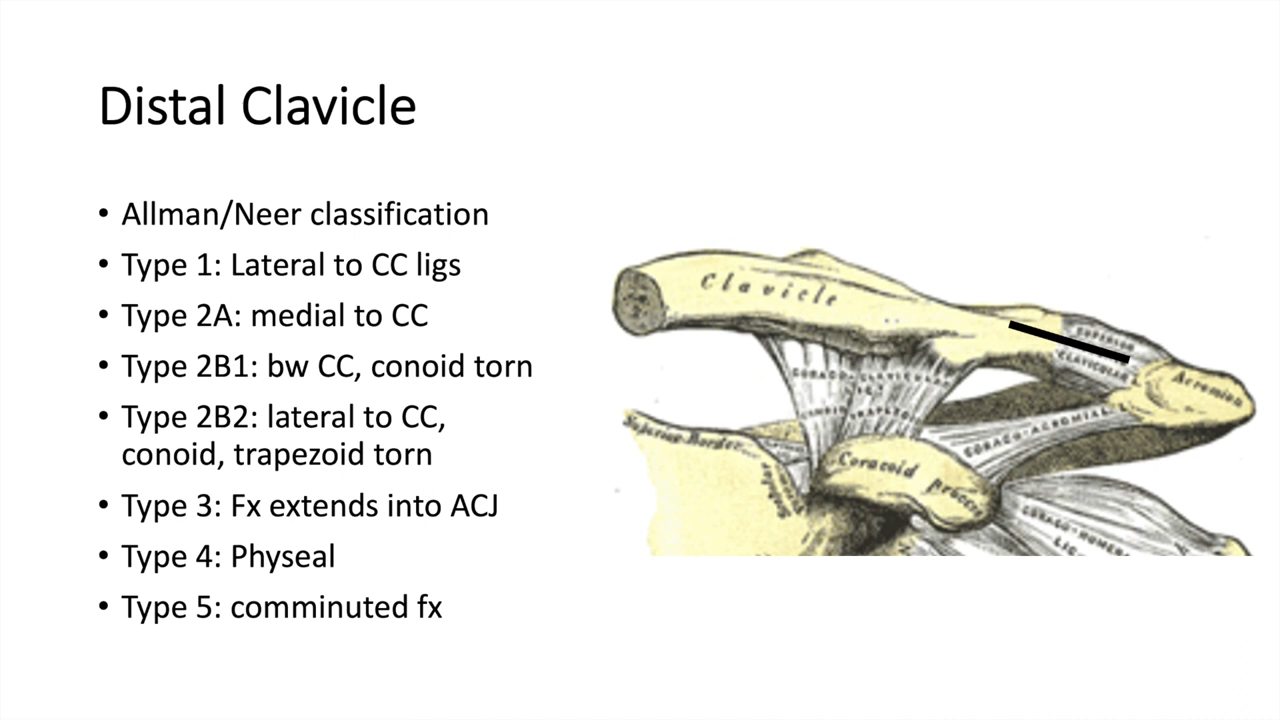 Distal Clavicle
• Allman/Neer classification
• Type 1: Lateral to CC ligs
• Type 2A: medial to CC
• Type 2B1: bw CC, conoid torn
• Type 2B2: lateral to CC,
conoid, trapezoid torn
• Type 3: Fx extends into ACJ
• Type 4: Physeal
• Type 5: comminuted fx
Clavicle
SUPERIOR
CLAVICULAR
Acromion
CORACO-CLAVICULAR
CORACO-ACROMIAL
Superior Border
Coracoid process
CORACO-HUMERAL
LIG.